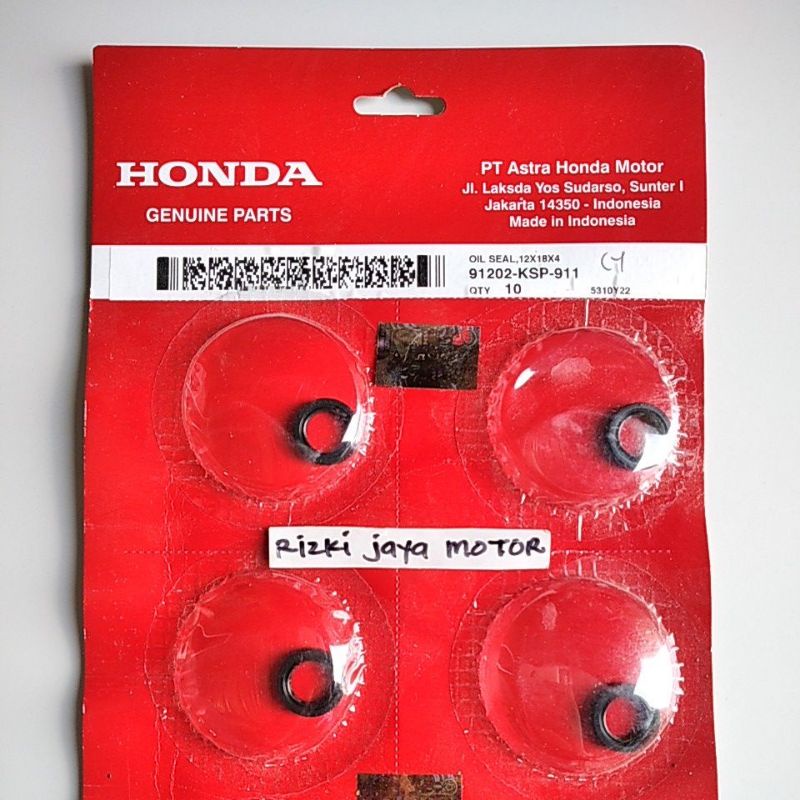 HONDA
GENUINE PARTS
PT Astra Honda Motor
Jl. Laksda Yos Sudarso, Sunter I
Jakarta 14350 - Indonesia
Made in Indonesia
OIL SEAL,12X18X4
91202-KSP-911
QTY 10
5310Y22
Rizki jaya MOTOR